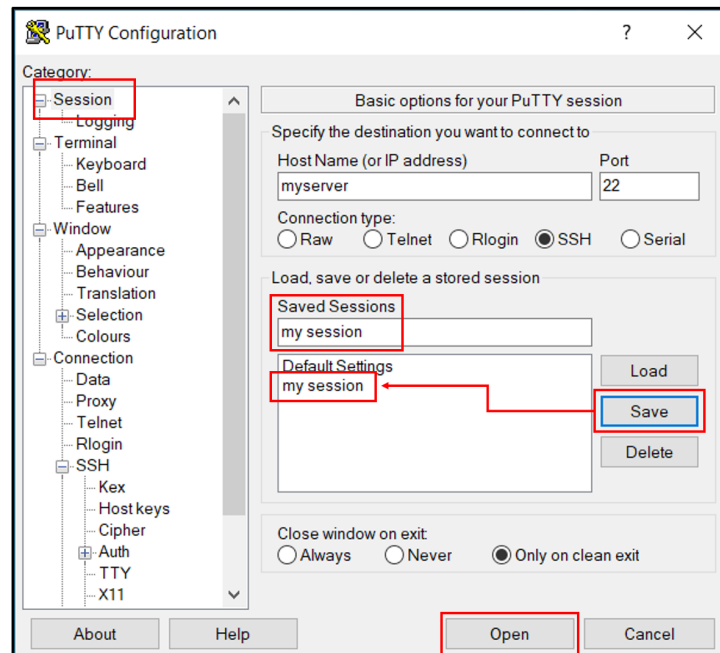 PuTTY Configuration
?
Category:
Session
Logging
Terminal
Keyboard
Bell
Features
Window
Appearance
Behaviour
Translation
Selection
Colours
Connection
Data
Proxy
Telnet
Rlogin
SSH
Kex
Host keys
Cipher
Auth
TTY
X11
Basic options for your PuTTY session
Specify the destination you want to connect to
Host Name (or IP address) Port
myserver 22
Connection type:
Raw Telnet Rlogin SSH Serial
Load, save or delete a stored session
Saved Sessions
my session
Default Settings
my session
Load
Save
Delete
Close window on exit:
Always Never Only on clean exit
About Help Open Cancel